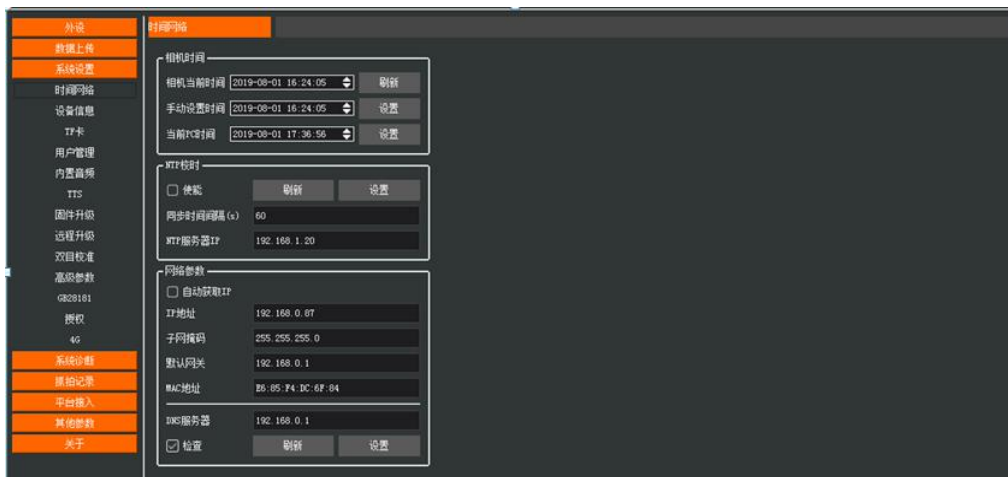 外设
数据上传
系统设置
时间网络
设备信息
TF卡
用户管理
内置音频
TTS
固件升级
远程升级
双目校准
高级参数
GB28181
授权
4G
系统诊断
抓拍记录
平台接入
其他参数
关于
时间网络
相机时间
相机当前时间 2019-08-01 16:24:05 刷新
手动设置时间 2019-08-01 16:24:05 设置
当前PC时间 2019-08-01 17:36:56 设置
NTP校时
使能 刷新 设置
同步时间间隔(s) 60
NTP服务器IP 192.168.1.20
网络参数
自动获取IP
IP地址 192.168.0.87
子网掩码 255.255.255.0
默认网关 192.168.0.1
MAC地址 E6:85:F4:DC:6F:84
DNS服务器 192.168.0.1
检查 刷新 设置